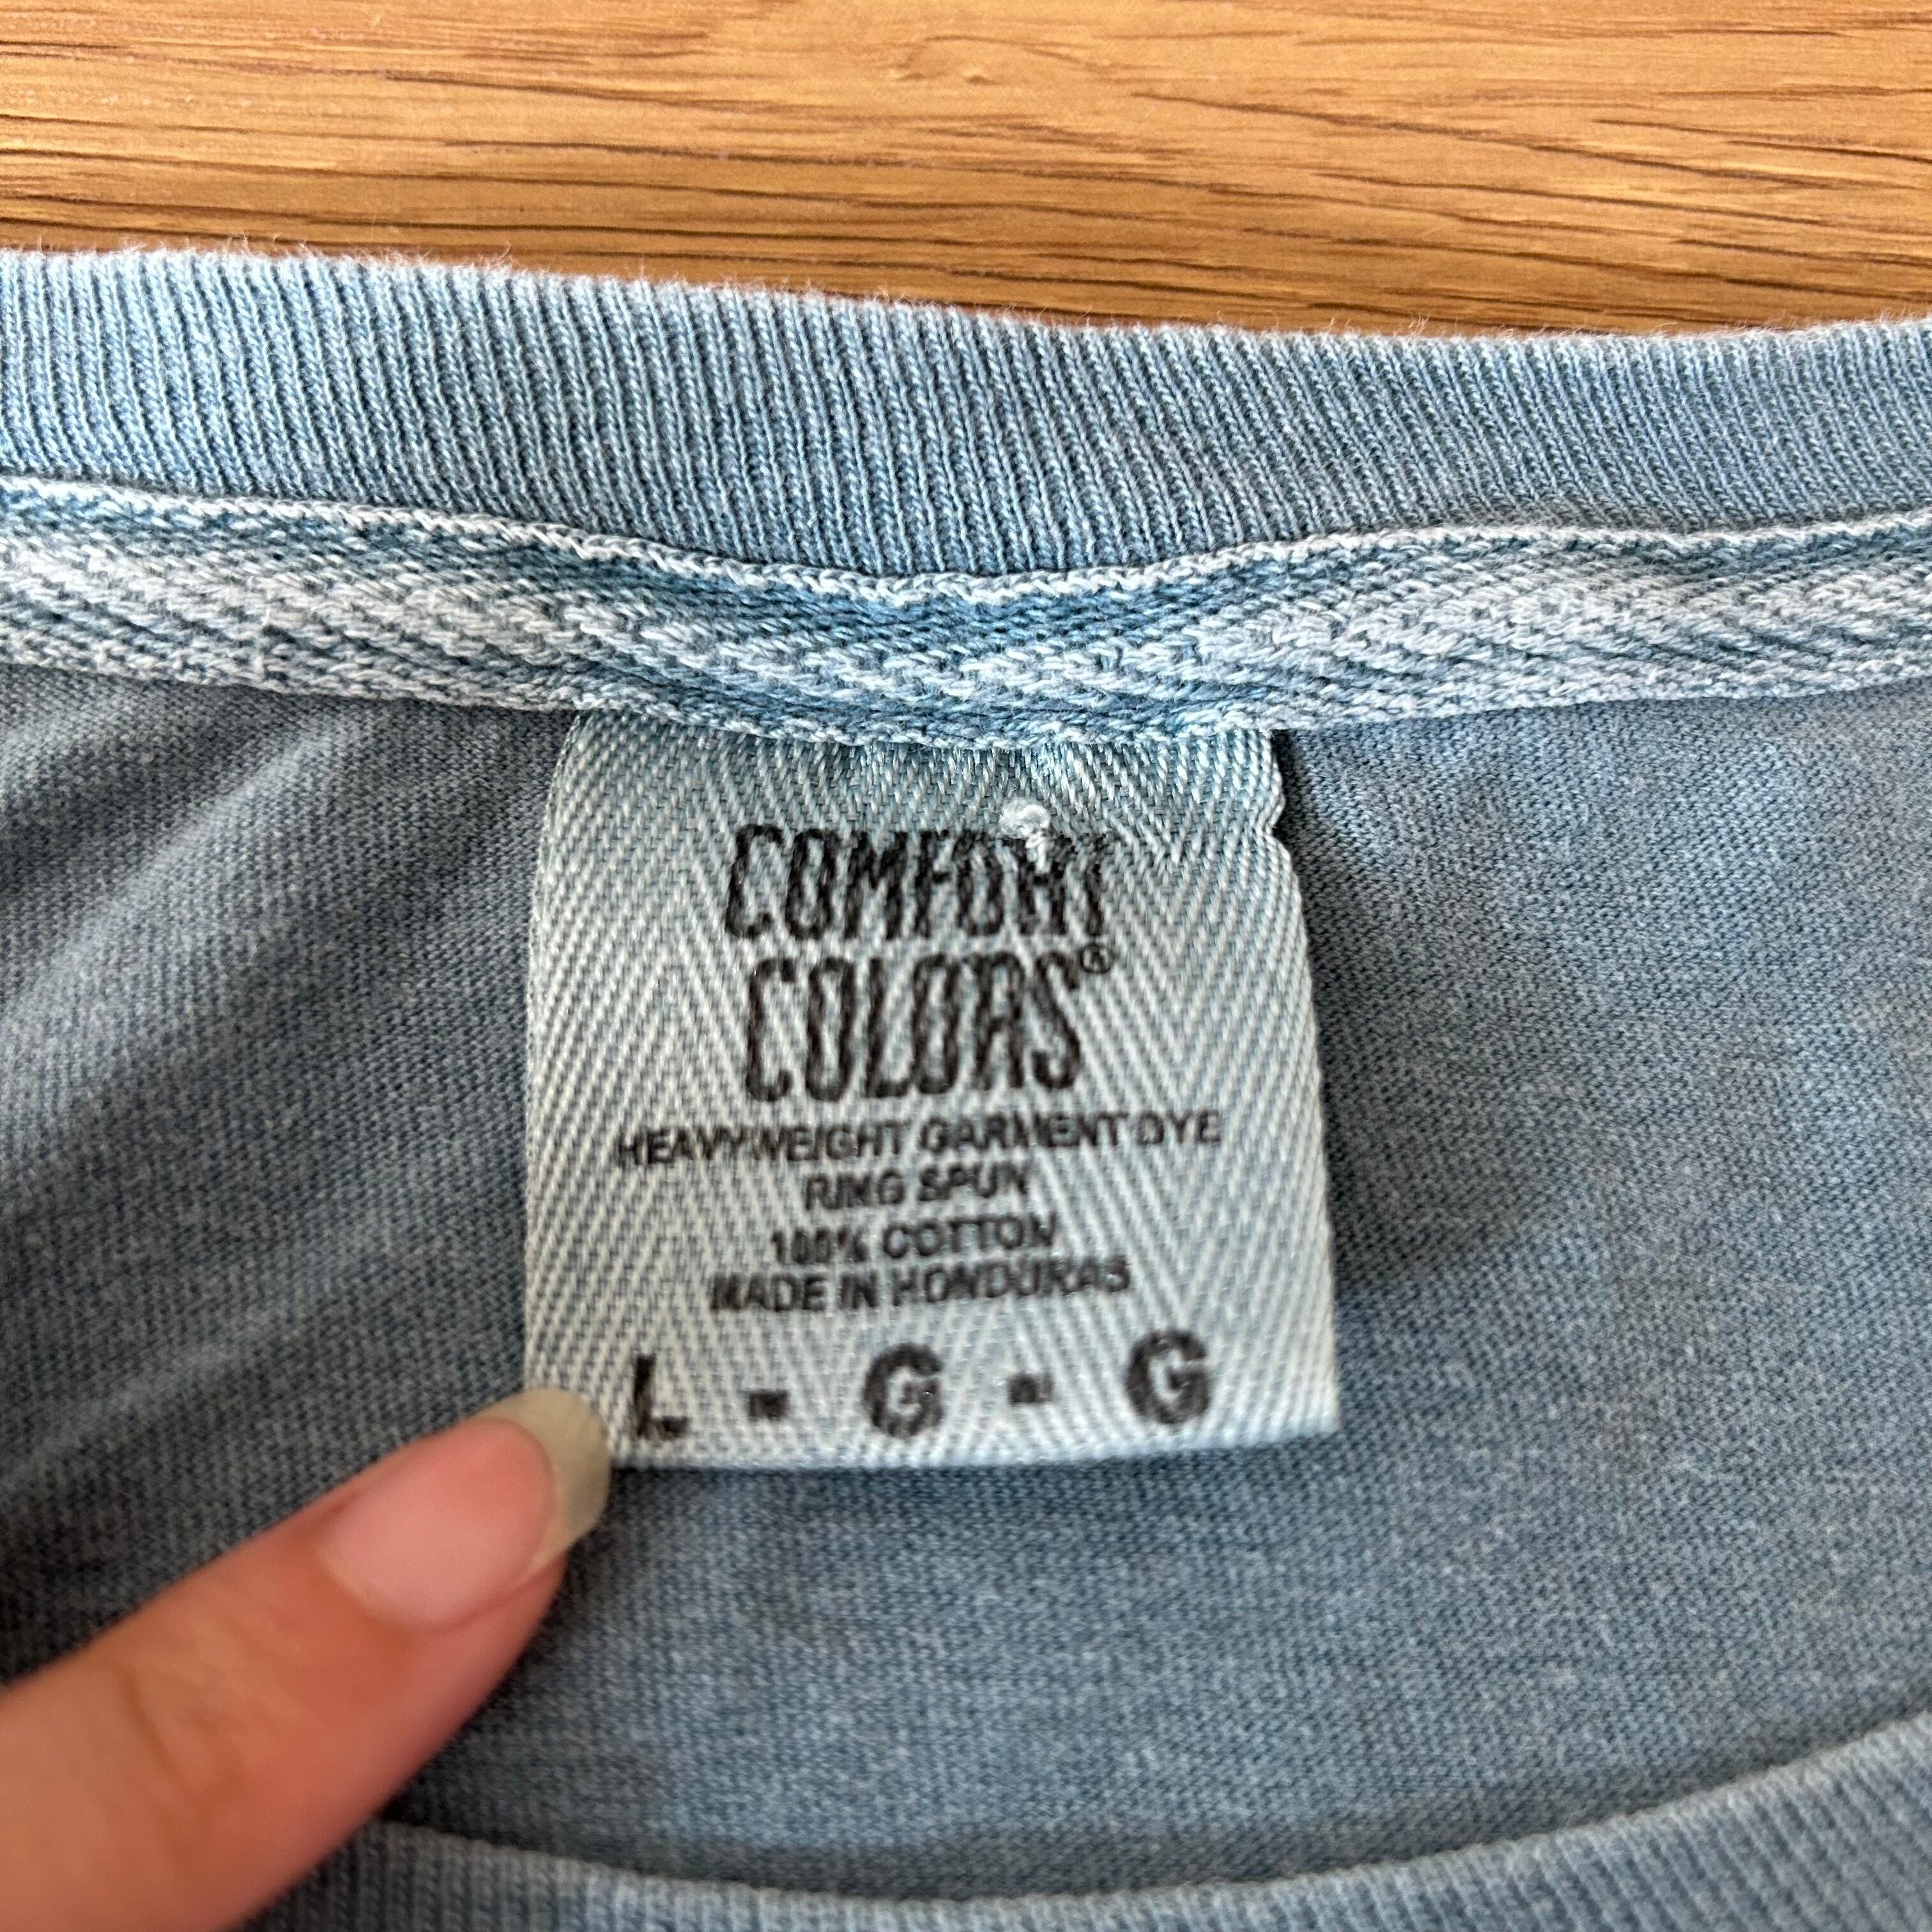 COMFORT
COLORS®
HEAVYWEIGHT GARMENT DYE
RING SPUN
100% COTTON
MADE IN HONDURAS
L - G - G